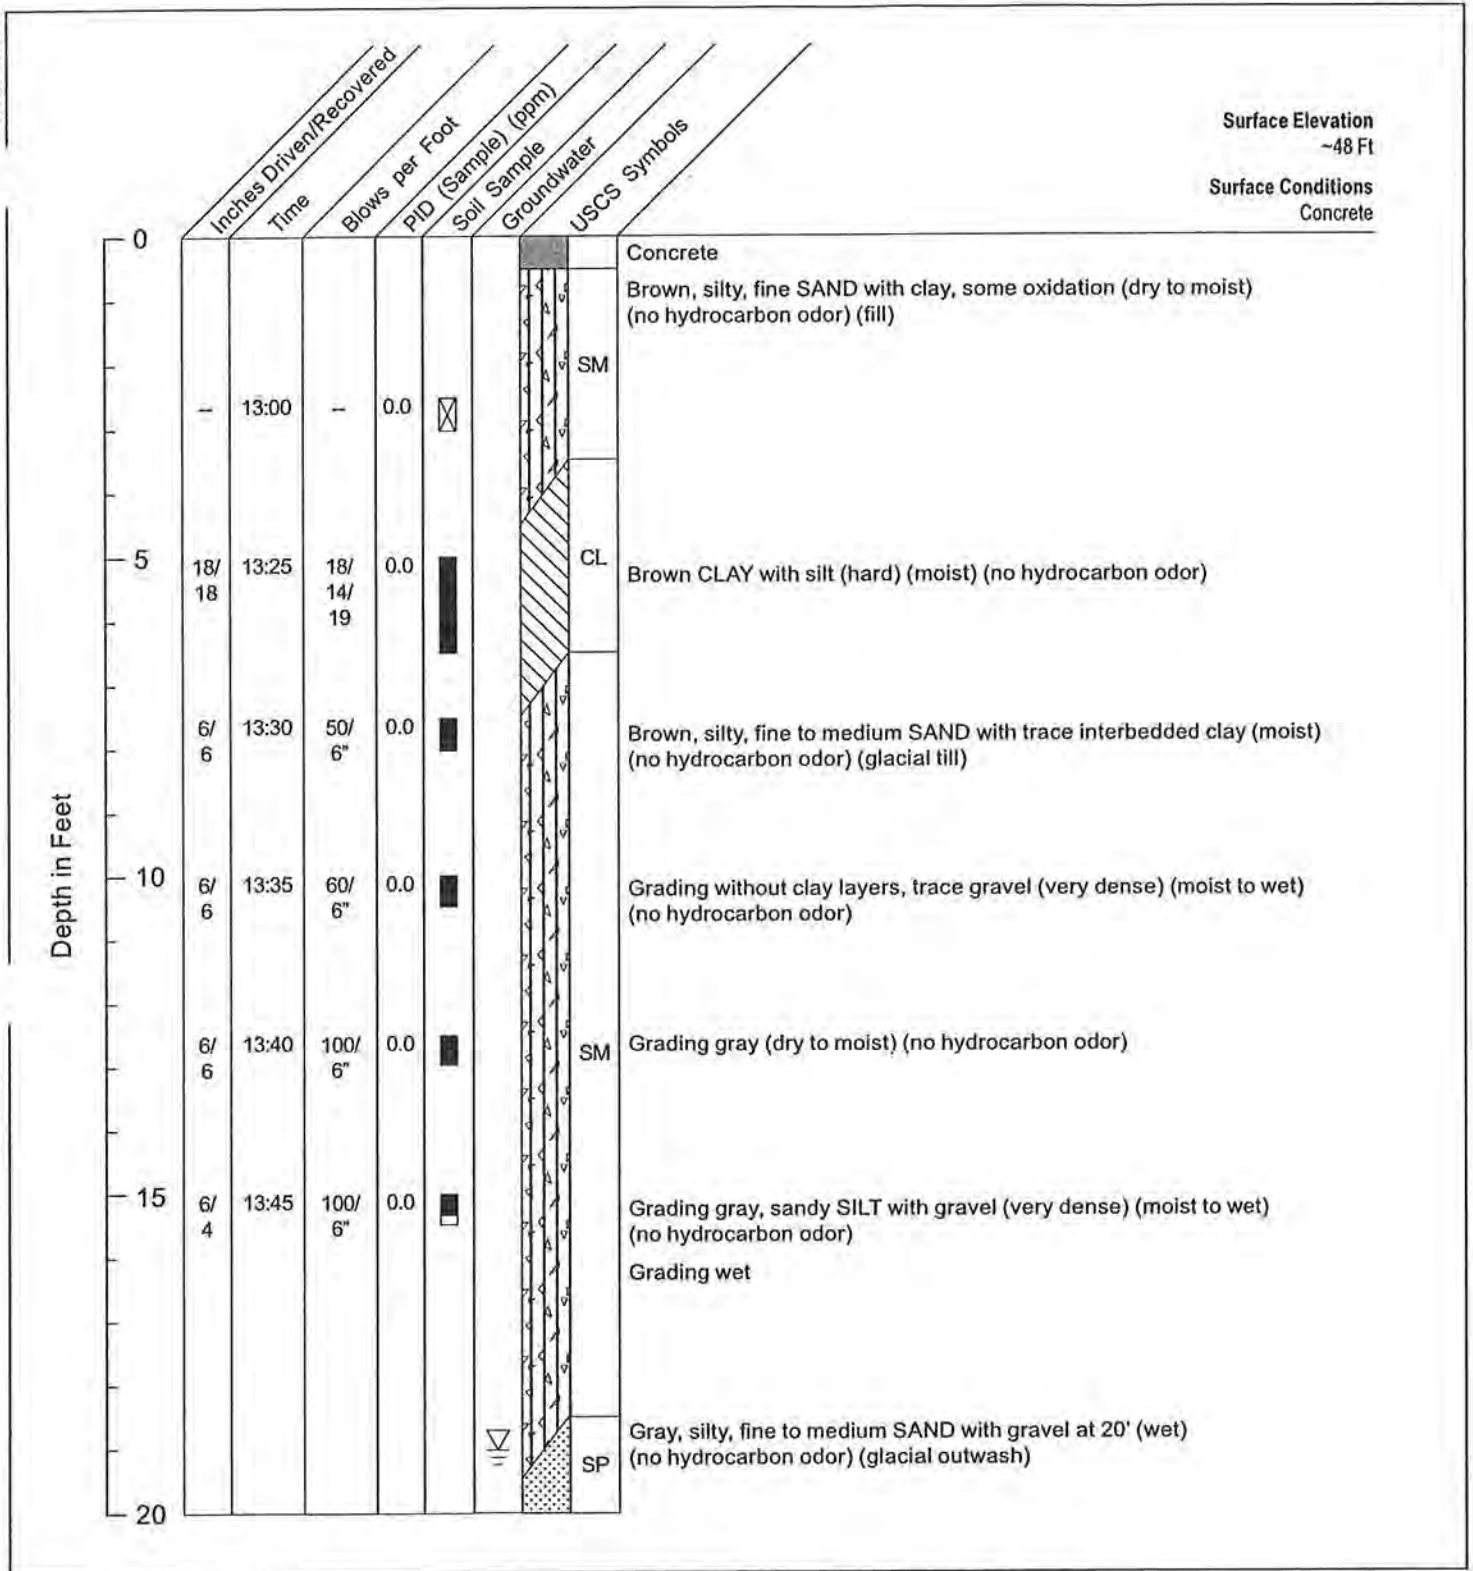 Inches Driven/Recovered
Time
Blows per Foot
PID (Sample) (ppm)
Soil Sample
Groundwater
USCS Symbols
Surface Elevation
~48 Ft
Surface Conditions
Concrete
0
Concrete
Brown, silty, fine SAND with clay, some oxidation (dry to moist)
(no hydrocarbon odor) (fill)
SM
-- 13:00 -- 0.0
5
18/ 13:25 18/ 0.0
18 14/
19
CL
Brown CLAY with silt (hard) (moist) (no hydrocarbon odor)
6/ 13:30 50/ 0.0
6 6"
Brown, silty, fine to medium SAND with trace interbedded clay (moist)
(no hydrocarbon odor) (glacial till)
Depth in Feet
10
6/ 13:35 60/ 0.0
6 6"
Grading without clay layers, trace gravel (very dense) (moist to wet)
(no hydrocarbon odor)
6/ 13:40 100/ 0.0
6 6"
SM
Grading gray (dry to moist) (no hydrocarbon odor)
15
6/ 13:45 100/ 0.0
4 6"
Grading gray, sandy SILT with gravel (very dense) (moist to wet)
(no hydrocarbon odor)
Grading wet
Gray, silty, fine to medium SAND with gravel at 20' (wet)
(no hydrocarbon odor) (glacial outwash)
SP
20